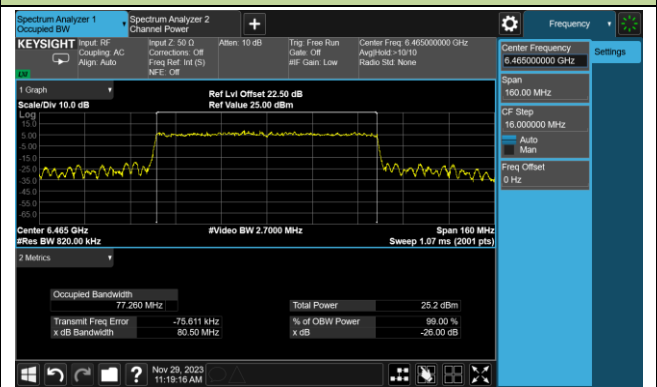 Spectrum Analyzer 1
Occupied BW
Spectrum Analyzer 2
Channel Power
Frequency
KEYSIGHT
Input: RF
Coupling: AC
Align: Auto
Input Z: 50 Ω
Corrections: Off
Freq Ref: Int (S)
NFE: Off
Atten: 10 dB
Trig: Free Run
Gate: Off
#IF Gain: Low
Center Freq: 6.465000000 GHz
Avg|Hold:>10/10
Radio Std: None
Center Frequency
6.465000000 GHz
Settings
Span
160.00 MHz
CF Step
16.000000 MHz
Auto
Man
Freq Offset
0 Hz
1 Graph
Scale/Div 10.0 dB
Ref Lvl Offset 22.50 dB
Ref Value 25.00 dBm
Log
15.0
5.00
-5.00
-15.0
-25.0
-35.0
-45.0
-55.0
-65.0
Center 6.465 GHz
#Video BW 2.7000 MHz
Span 160 MHz
#Res BW 820.00 kHz
Sweep 1.07 ms (2001 pts)
2 Metrics
Occupied Bandwidth
77.260 MHz
Total Power
25.2 dBm
Transmit Freq Error
-75.611 kHz
% of OBW Power
99.00 %
x dB Bandwidth
80.50 MHz
x dB
-26.00 dB
Nov 29, 2023
11:19:16 AM